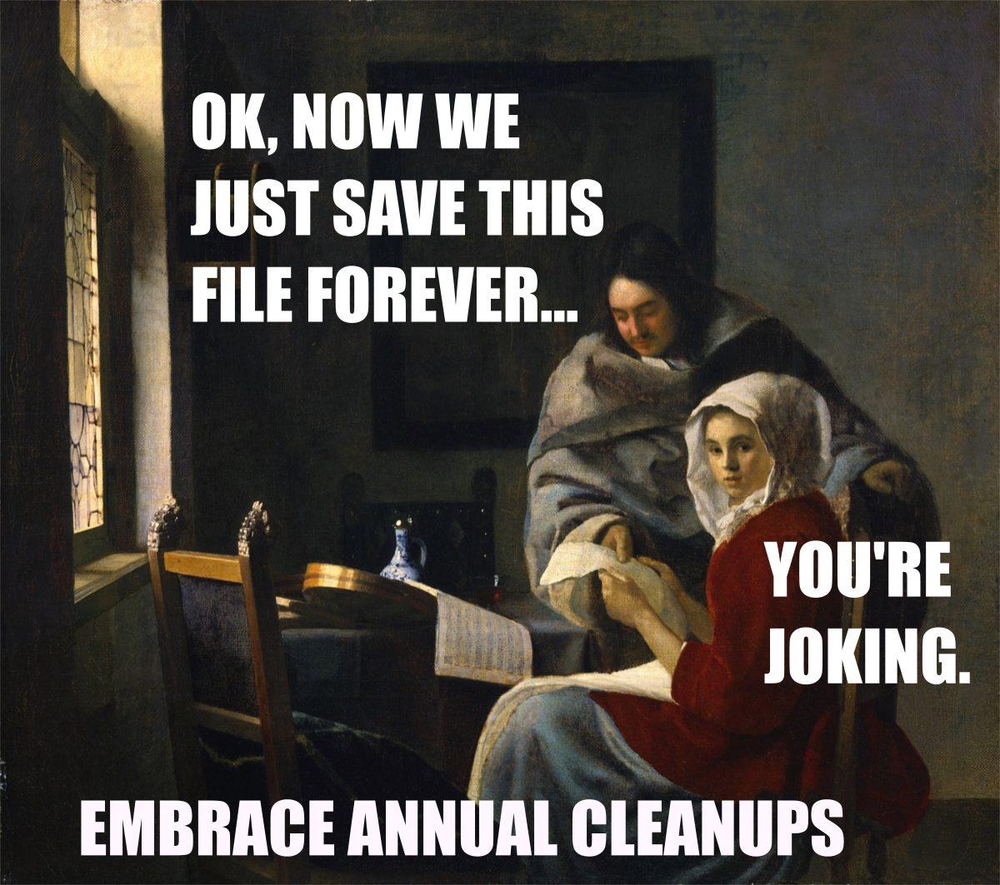 OK, NOW WE
JUST SAVE THIS
FILE FOREVER...
YOU'RE
JOKING.
EMBRACE ANNUAL CLEANUPS